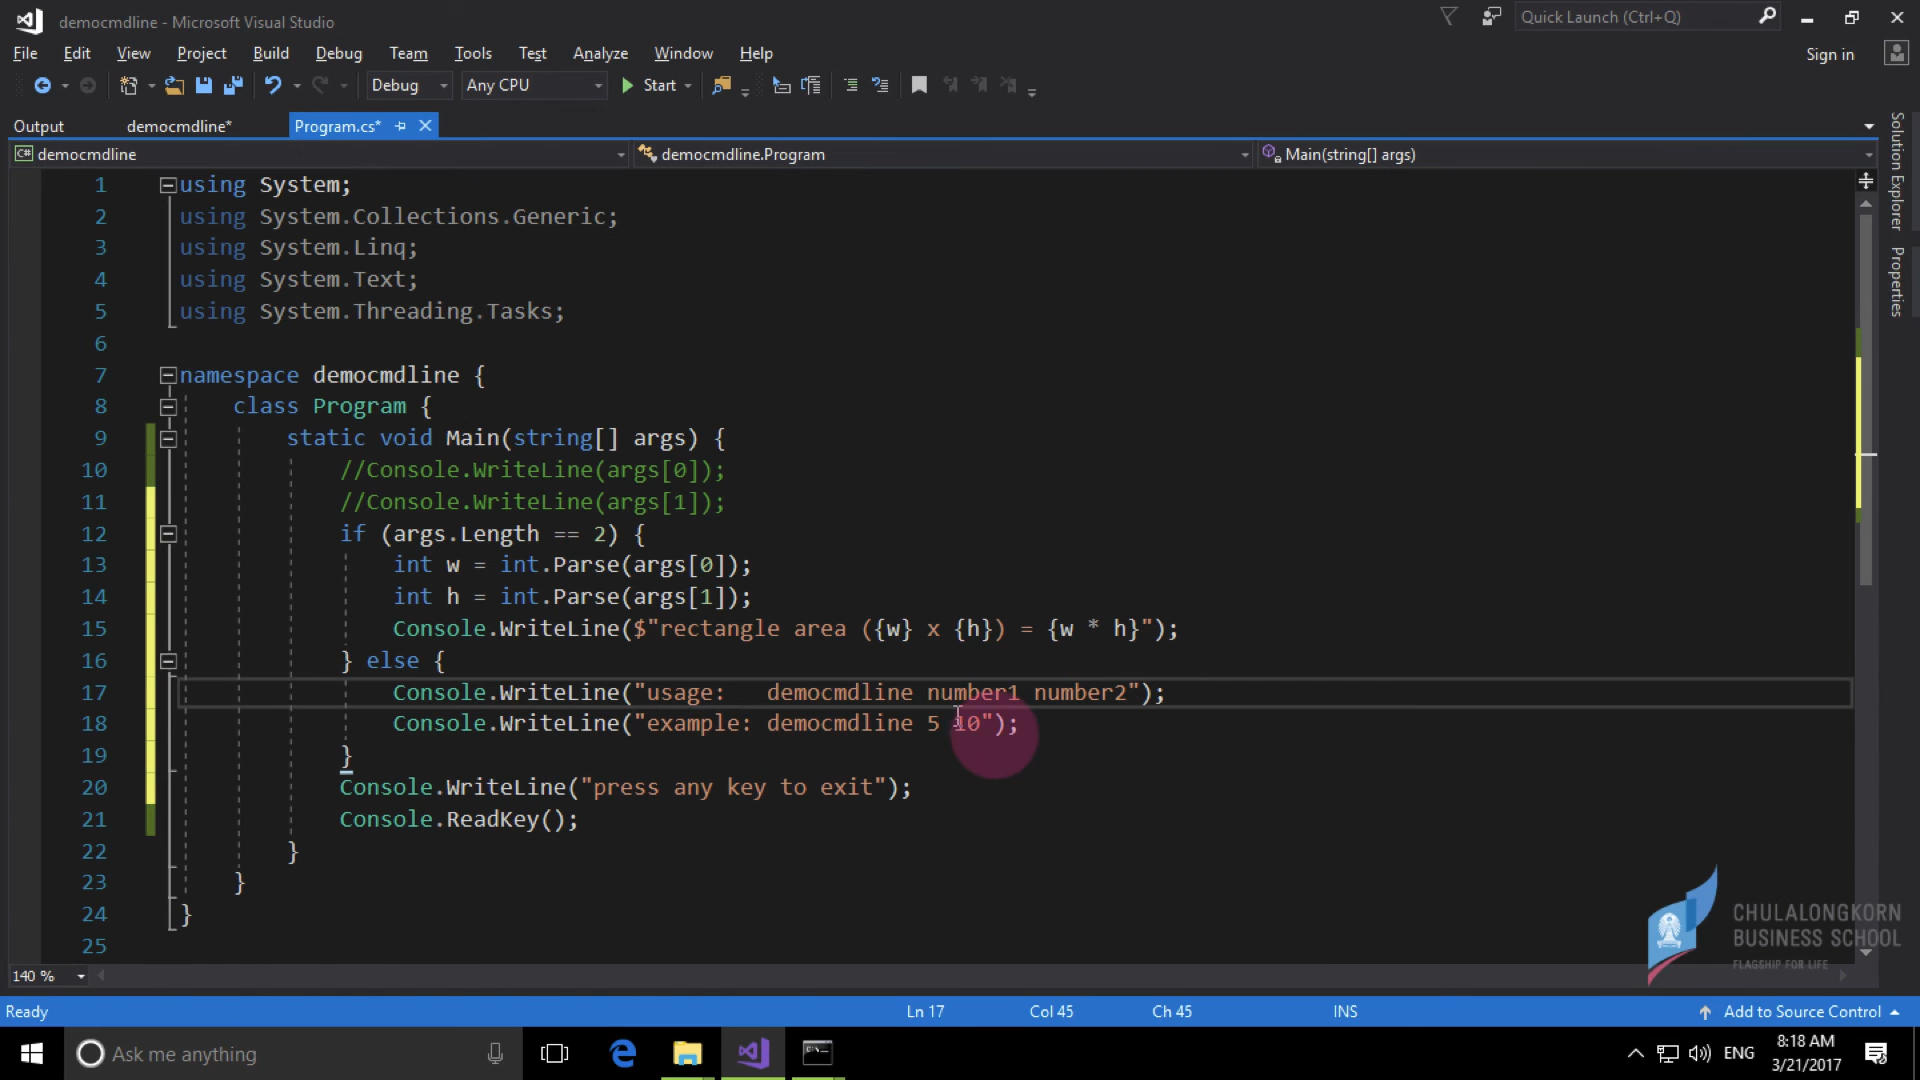 democmdline - Microsoft Visual Studio
Quick Launch (Ctrl+Q)
File Edit View Project Build Debug Team Tools Test Analyze Window Help
Sign in
Debug Any CPU Start
Output democmdline* Program.cs*
democmdline democmdline.Program Main(string[] args)
Solution Explorer
Properties
1 using System;
2 using System.Collections.Generic;
3 using System.Linq;
4 using System.Text;
5 using System.Threading.Tasks;
6
7 namespace democmdline {
8 class Program {
9 static void Main(string[] args) {
10 //Console.WriteLine(args[0]);
11 //Console.WriteLine(args[1]);
12 if (args.Length == 2) {
13 int w = int.Parse(args[0]);
14 int h = int.Parse(args[1]);
15 Console.WriteLine($"rectangle area ({w} x {h}) = {w * h}");
16 } else {
17 Console.WriteLine("usage:   democmdline number1 number2");
18 Console.WriteLine("example: democmdline 5 10");
19 }
20 Console.WriteLine("press any key to exit");
21 Console.ReadKey();
22 }
23 }
24 }
25
CHULALONGKORN
BUSINESS SCHOOL
FLAGSHIP FOR LIFE
140 %
Ready Ln 17 Col 45 Ch 45 INS Add to Source Control
Ask me anything
ENG
8:18 AM
3/21/2017